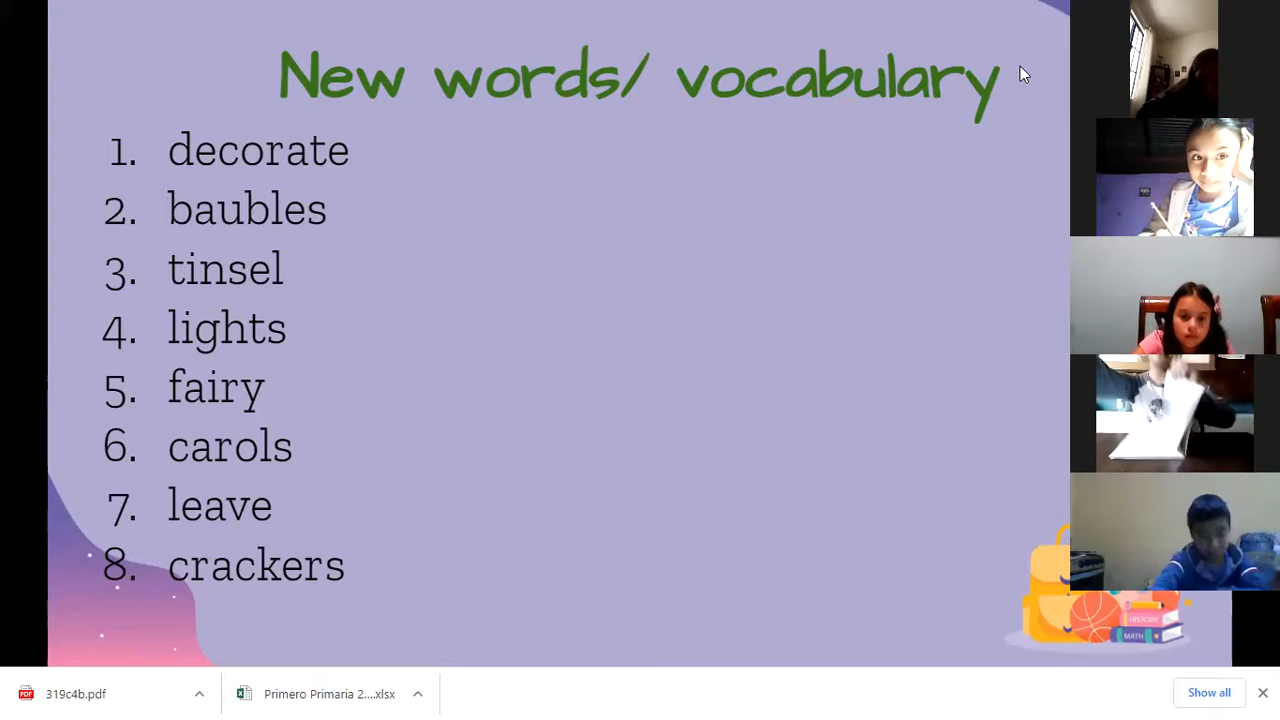 New words/ vocabulary
1. decorate
2. baubles
3. tinsel
4. lights
5. fairy
6. carols
7. leave
8. crackers
HISTORY
MATH
319c4b.pdf
Primero Primaria 2....xlsx
Show all